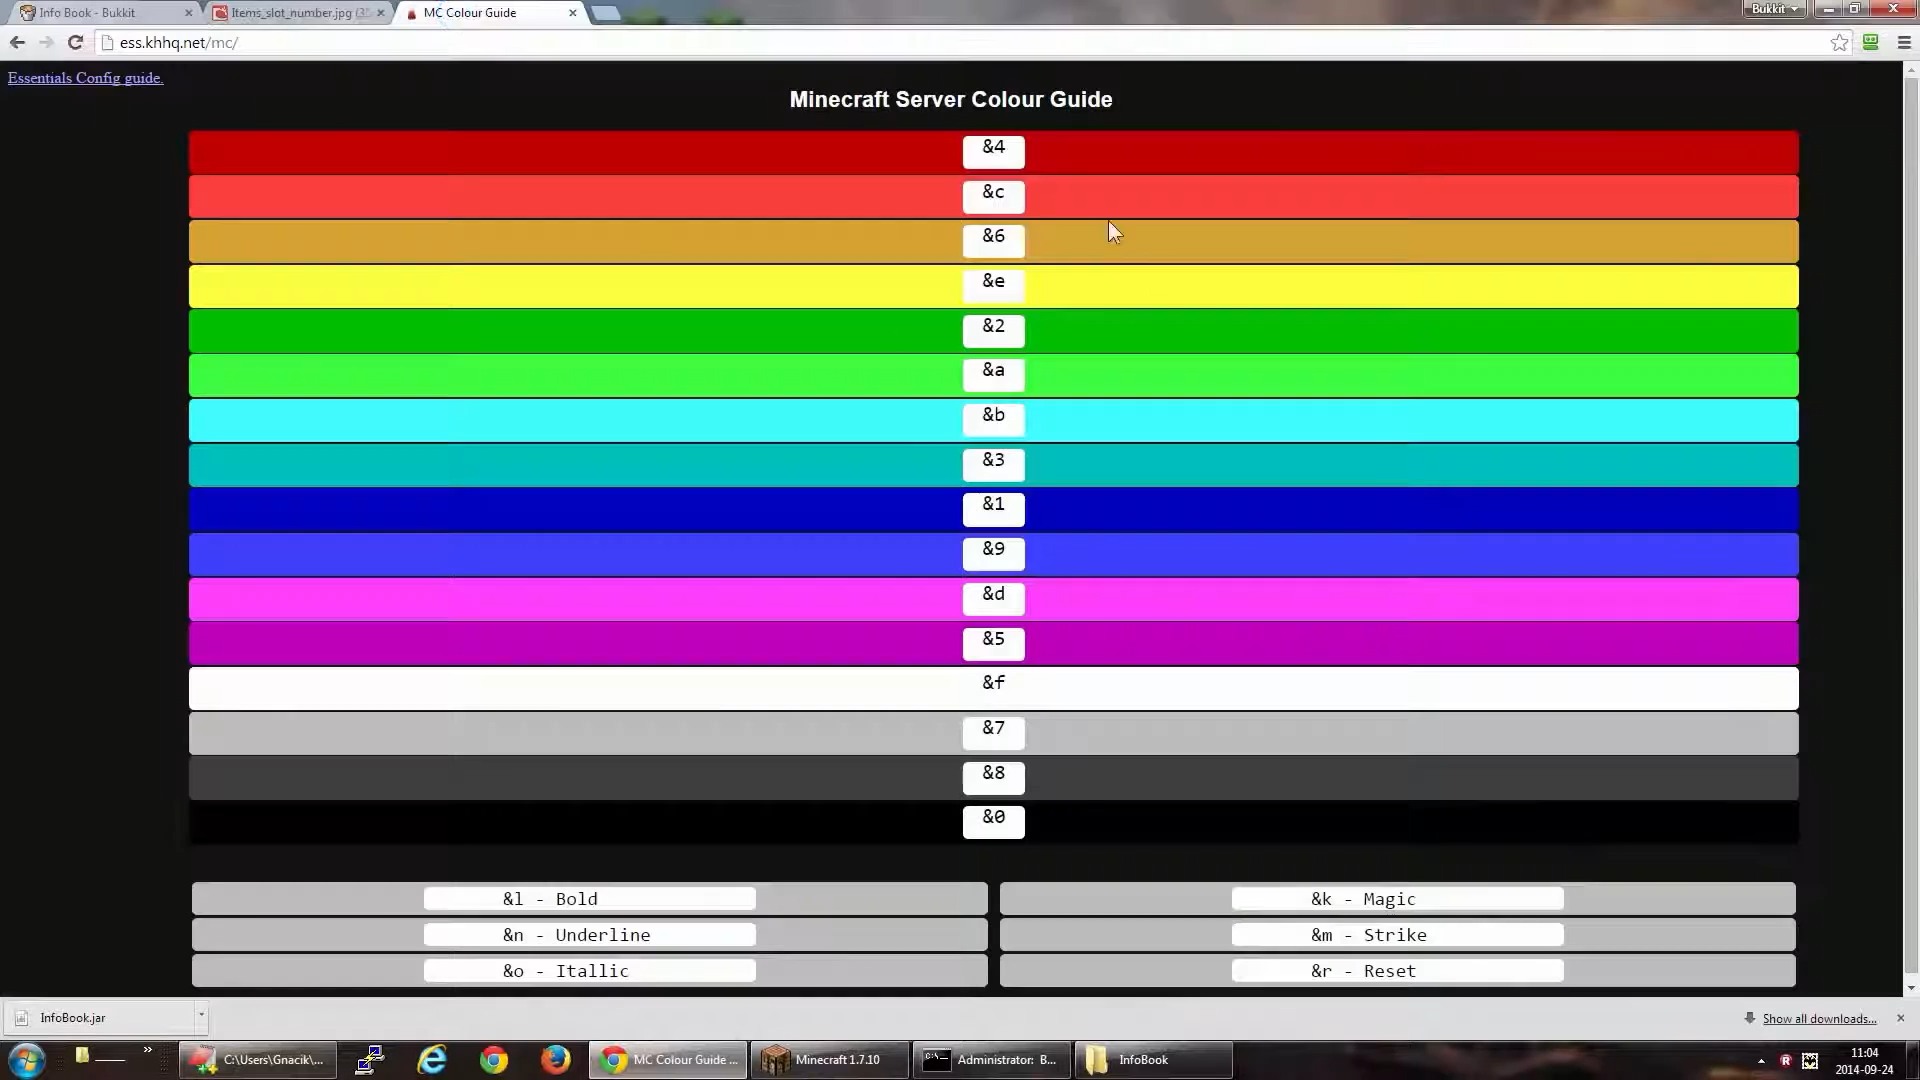 Info Book - Bukkit
Items_slot_number.jpg (3
MC Colour Guide
Bukkit
ess.khhq.net/mc/
Essentials Config guide.
Minecraft Server Colour Guide
&4
&c
&6
&e
&2
&a
&b
&3
&1
&9
&d
&5
&f
&7
&8
&0
&l - Bold
&k - Magic
&n - Underline
&m - Strike
&o - Itallic
&r - Reset
InfoBook.jar
Show all downloads...
C:\Users\Gnacik\...
MC Colour Guide ...
Minecraft 1.7.10
Administrator: B...
InfoBook
11:04
2014-09-24